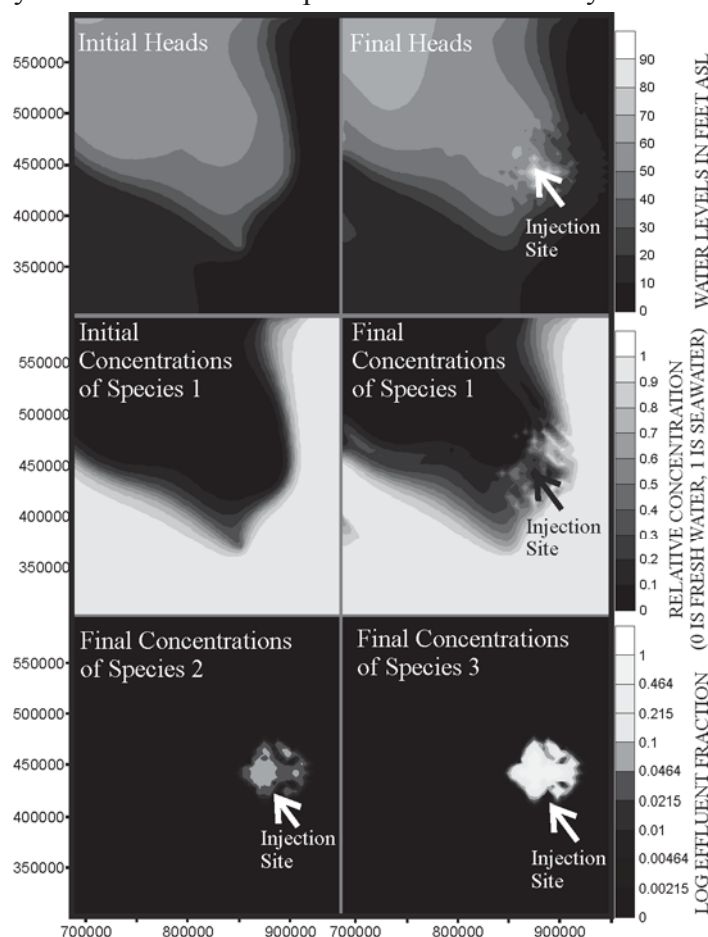 Initial Heads
Final Heads
550000
500000
450000
400000
350000
Injection
Site
90
80
70
60
50
40
30
20
10
0
WATER LEVELS IN FEET ASL
Initial
Concentrations
of Species 1
Final
Concentrations
of Species 1
550000
500000
450000
400000
350000
Injection
Site
1
0.9
0.8
0.7
0.6
0.5
0.4
0.3
0.2
0.1
0
RELATIVE CONCENTRATION
(0 IS FRESH WATER, 1 IS SEAWATER)
Final Concentrations
of Species 2
Final Concentrations
of Species 3
550000
500000
450000
400000
350000
Injection
Site
Injection
Site
1
0.464
0.215
0.1
0.0464
0.0215
0.01
0.00464
0.00215
0
LOG EFFLUENT FRACTION
700000
800000
900000
700000
800000
900000